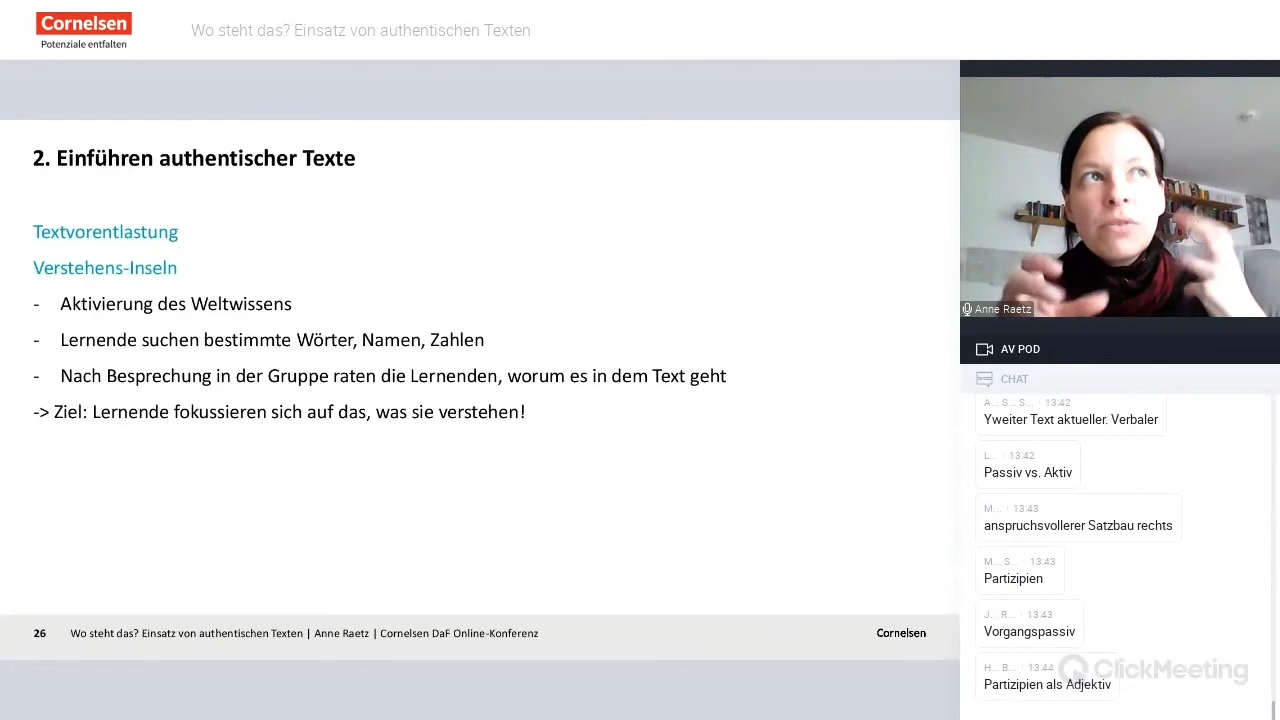 Cornelsen
Potenziale entfalten
Wo steht das? Einsatz von authentischen Texten
2. Einführen authentischer Texte
Textvorentlastung
Verstehens-Inseln
- Aktivierung des Weltwissens
- Lernende suchen bestimmte Wörter, Namen, Zahlen
- Nach Besprechung in der Gruppe raten die Lernenden, worum es in dem Text geht
-> Ziel: Lernende fokussieren sich auf das, was sie verstehen!
26 Wo steht das? Einsatz von authentischen Texten | Anne Raetz | Cornelsen DaF Online-Konferenz
Cornelsen
Anne Raetz
AV POD
CHAT
A... S... S... 13:42
Yweiter Text aktueller. Verbaler
L... 13:42
Passiv vs. Aktiv
M... 13:43
anspruchsvollerer Satzbau rechts
M... S... 13:43
Partizipien
J... R... 13:43
Vorgangspassiv
H... B... 13:44
Partizipien als Adjektiv
ClickMeeting